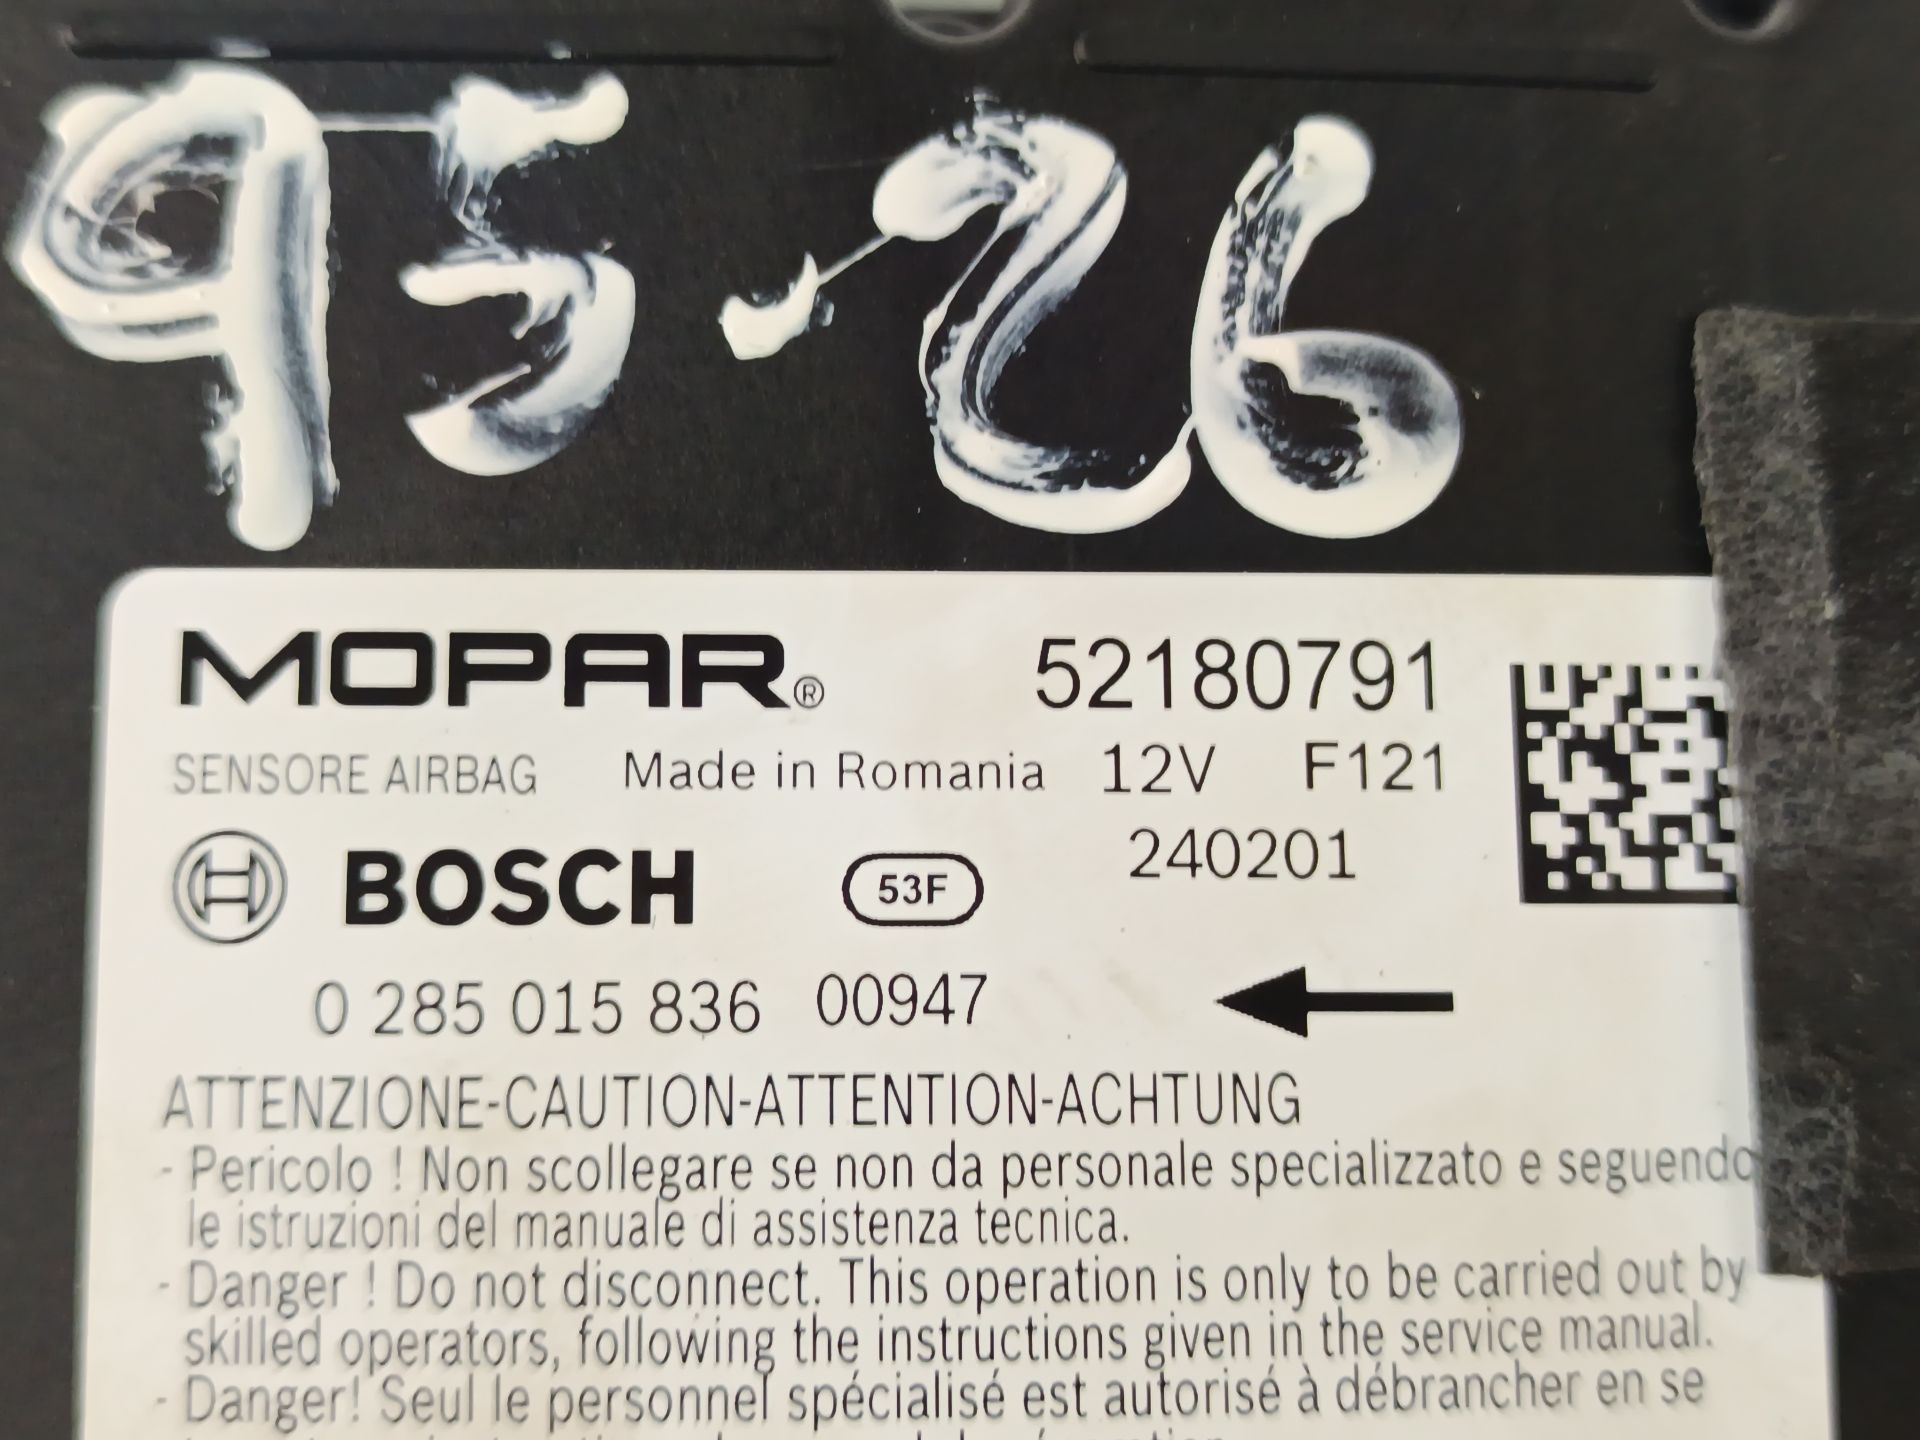 95-26
MOPAR® 52180791
SENSORE AIRBAG Made in Romania 12V F121
BOSCH 53F 240201
0 285 015 836 00947
ATTENZIONE-CAUTION-ATTENTION-ACHTUNG
- Pericolo ! Non scollegare se non da personale specializzato e seguendo
le istruzioni del manuale di assistenza tecnica.
- Danger ! Do not disconnect. This operation is only to be carried out by
skilled operators, following the instructions given in the service manual.
- Danger! Seul le personnel spécialisé est autorisé à débrancher en se